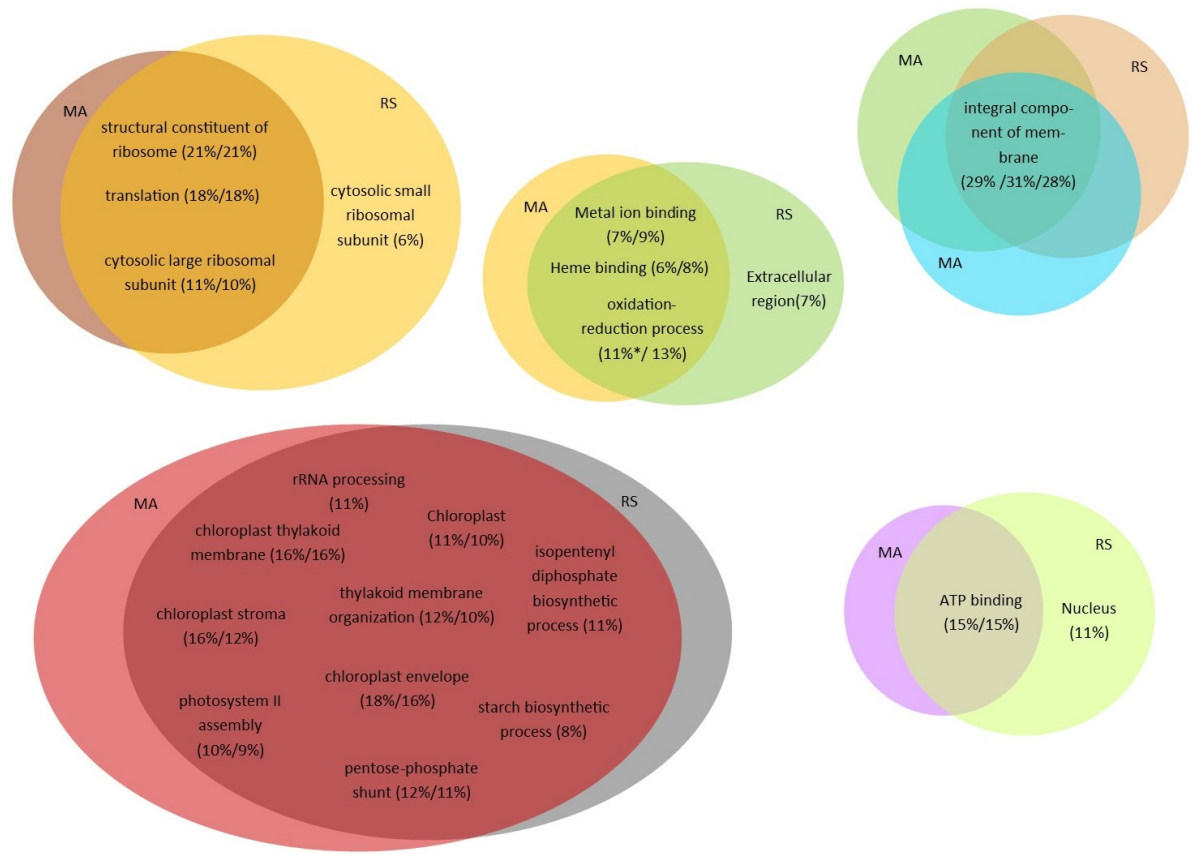 MA
RS
structural constituent of
ribosome (21%/21%)
translation (18%/18%)
cytosolic large ribosomal
subunit (11%/10%)
cytosolic small
ribosomal
subunit (6%)
MA
RS
Metal ion binding
(7%/9%)
Heme binding (6%/8%)
oxidation-
reduction process
(11%*/ 13%)
Extracellular
region(7%)
MA
RS
integral compo-
nent of mem-
brane
(29% /31%/28%)
MA
MA
RS
rRNA processing
(11%)
chloroplast thylakoid
membrane (16%/16%)
Chloroplast
(11%/10%)
isopentenyl
diphosphate
biosynthetic
process (11%)
thylakoid membrane
organization (12%/10%)
chloroplast stroma
(16%/12%)
chloroplast envelope
(18%/16%)
photosystem II
assembly
(10%/9%)
starch biosynthetic
process (8%)
pentose-phosphate
shunt (12%/11%)
MA
RS
ATP binding
(15%/15%)
Nucleus
(11%)